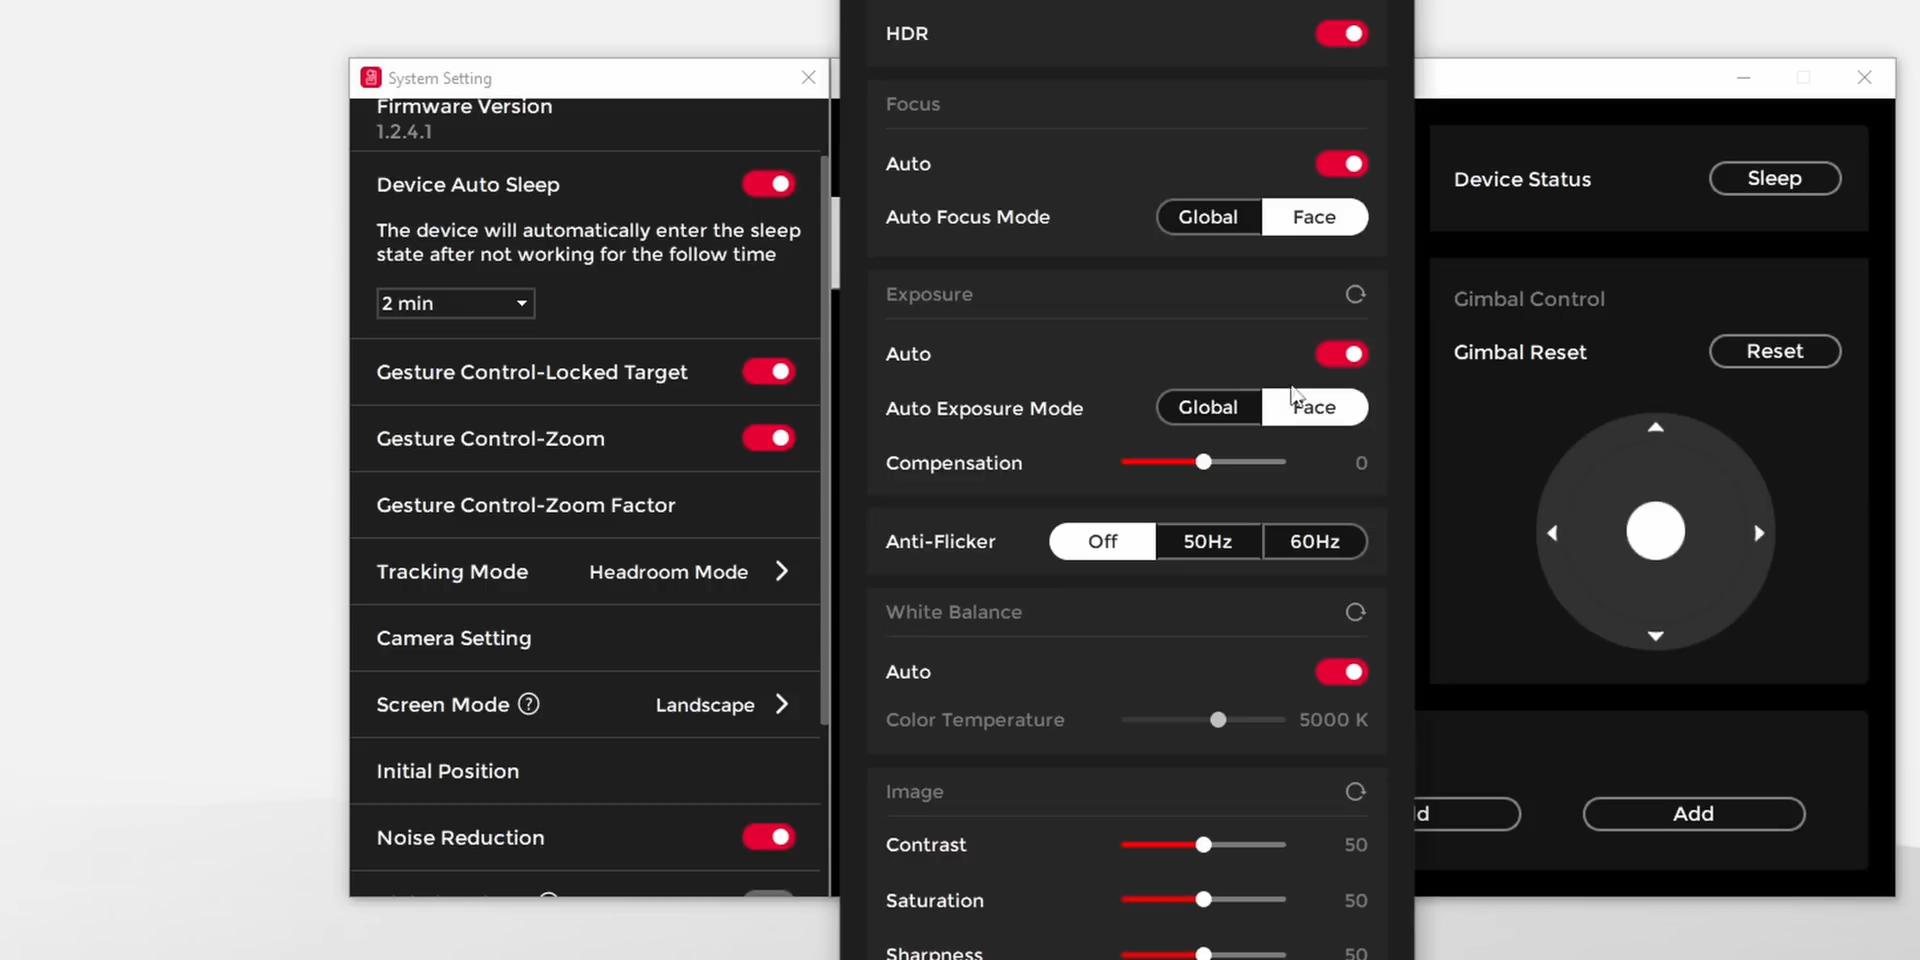 System Setting
Firmware Version
1.2.4.1
Device Auto Sleep
The device will automatically enter the sleep
state after not working for the follow time
2 min
Gesture Control-Locked Target
Gesture Control-Zoom
Gesture Control-Zoom Factor
Tracking Mode Headroom Mode
Camera Setting
Screen Mode ? Landscape
Initial Position
Noise Reduction
HDR
Focus
Auto
Auto Focus Mode Global Face
Exposure
Auto
Auto Exposure Mode Global Face
Compensation 0
Anti-Flicker Off 50Hz 60Hz
White Balance
Auto
Color Temperature 5000 K
Image
Contrast 50
Saturation 50
Sharpness 50
Device Status Sleep
Gimbal Control
Gimbal Reset Reset
Add